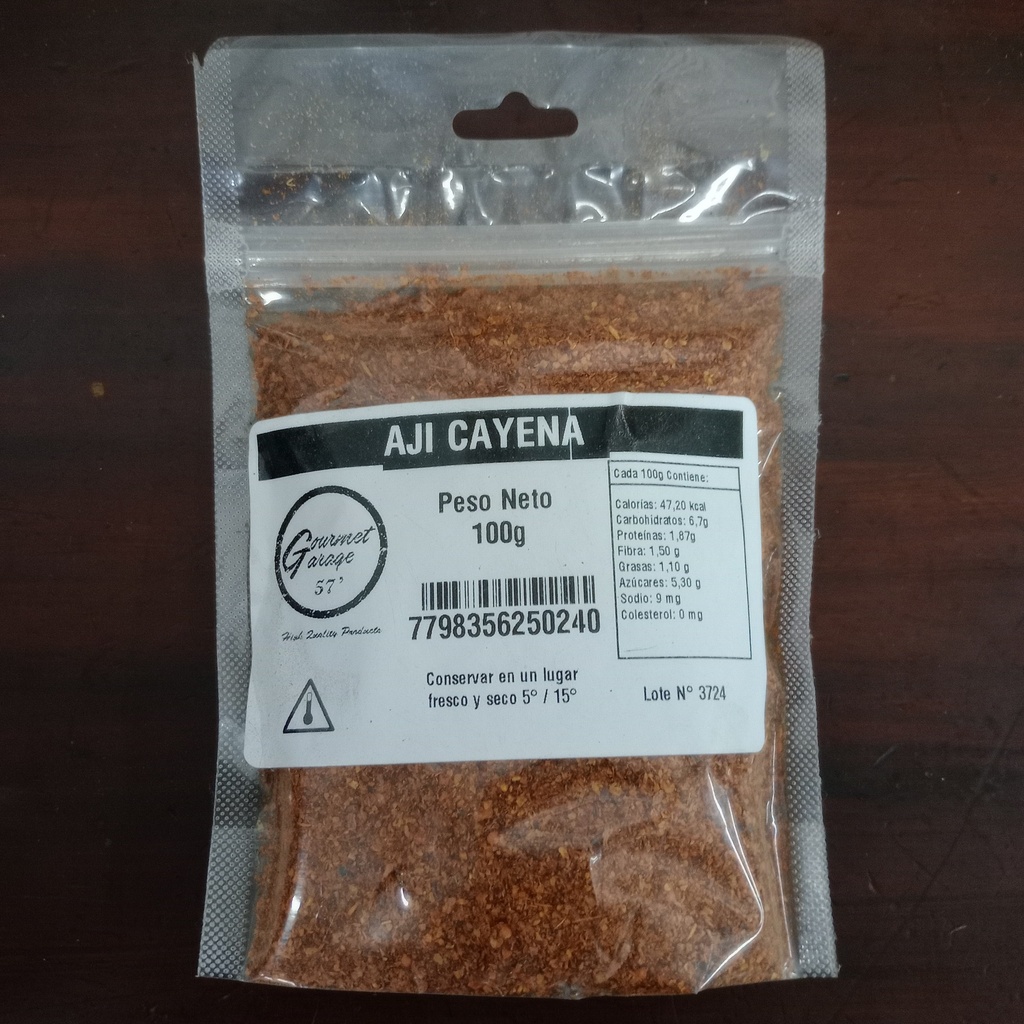 AJI CAYENA
Gourmet
Garage
57'
High Quality Products
Peso Neto
100g
7798356250240
Conservar en un lugar
fresco y seco 5° / 15°
Cada 100g Contiene:
Calorías: 47,20 kcal
Carbohidratos: 6,7g
Proteínas: 1,87g
Fibra: 1,50 g
Grasas: 1,10 g
Azúcares: 5,30 g
Sodio: 9 mg
Colesterol: 0 mg
Lote N° 3724